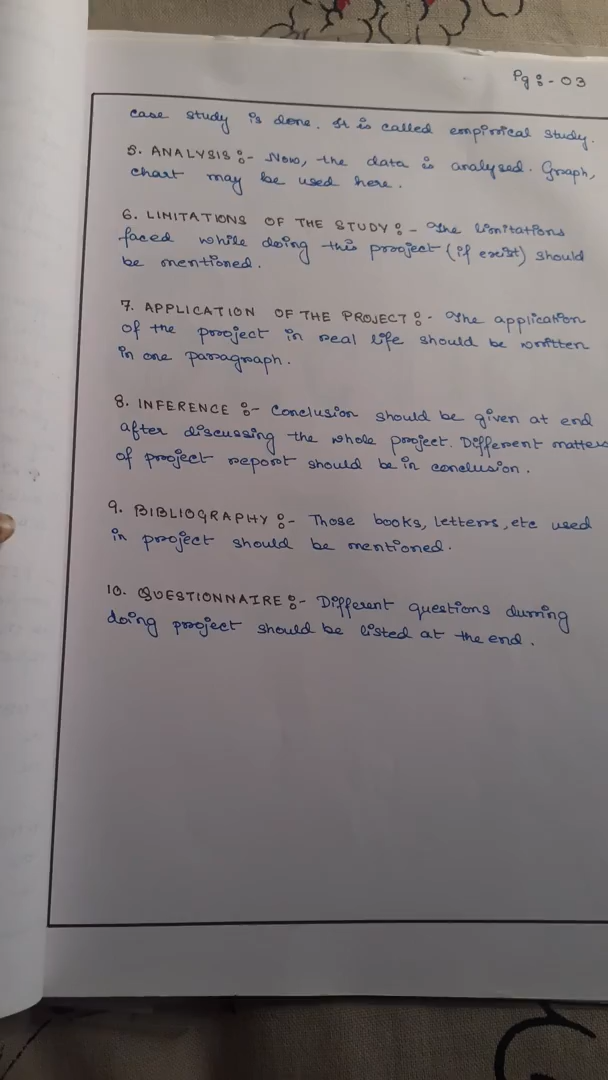 Pg :- 03
case study is done. It is called empirical study.
5. ANALYSIS :- Now, the data is analysed. Graph,
chart may be used here.
6. LIMITATIONS OF THE STUDY :- The limitations
faced while doing this project (if exist) should
be mentioned.
7. APPLICATION OF THE PROJECT :- The application
of the project in real life should be written
in one paragraph.
8. INFERENCE :- Conclusion should be given at end
after discussing the whole project. Different matters
of project report should be in conclusion.
9. BIBLIOGRAPHY :- Those books, letters, etc used
in project should be mentioned.
10. QUESTIONNAIRE :- Different questions during
doing project should be listed at the end.